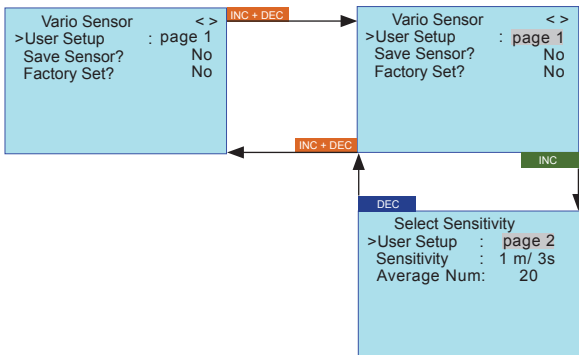 Vario Sensor < >
>User Setup : page 1
Save Sensor? No
Factory Set? No
INC + DEC
Vario Sensor < >
>User Setup : page 1
Save Sensor? No
Factory Set? No
INC + DEC
INC
DEC
Select Sensitivity
>User Setup : page 2
Sensitivity : 1 m/ 3s
Average Num: 20